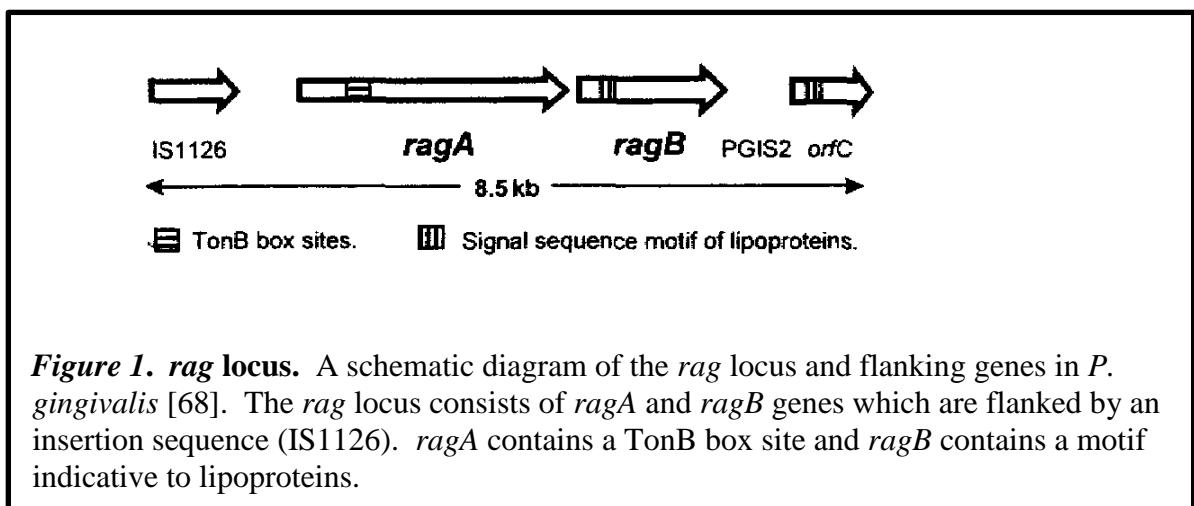 IS1126 ragA ragB PGIS2 orfC
8.5 kb
TonB box sites. Signal sequence motif of lipoproteins.
Figure 1. rag locus. A schematic diagram of the rag locus and flanking genes in P.
gingivalis [68]. The rag locus consists of ragA and ragB genes which are flanked by an
insertion sequence (IS1126). ragA contains a TonB box site and ragB contains a motif
indicative to lipoproteins.